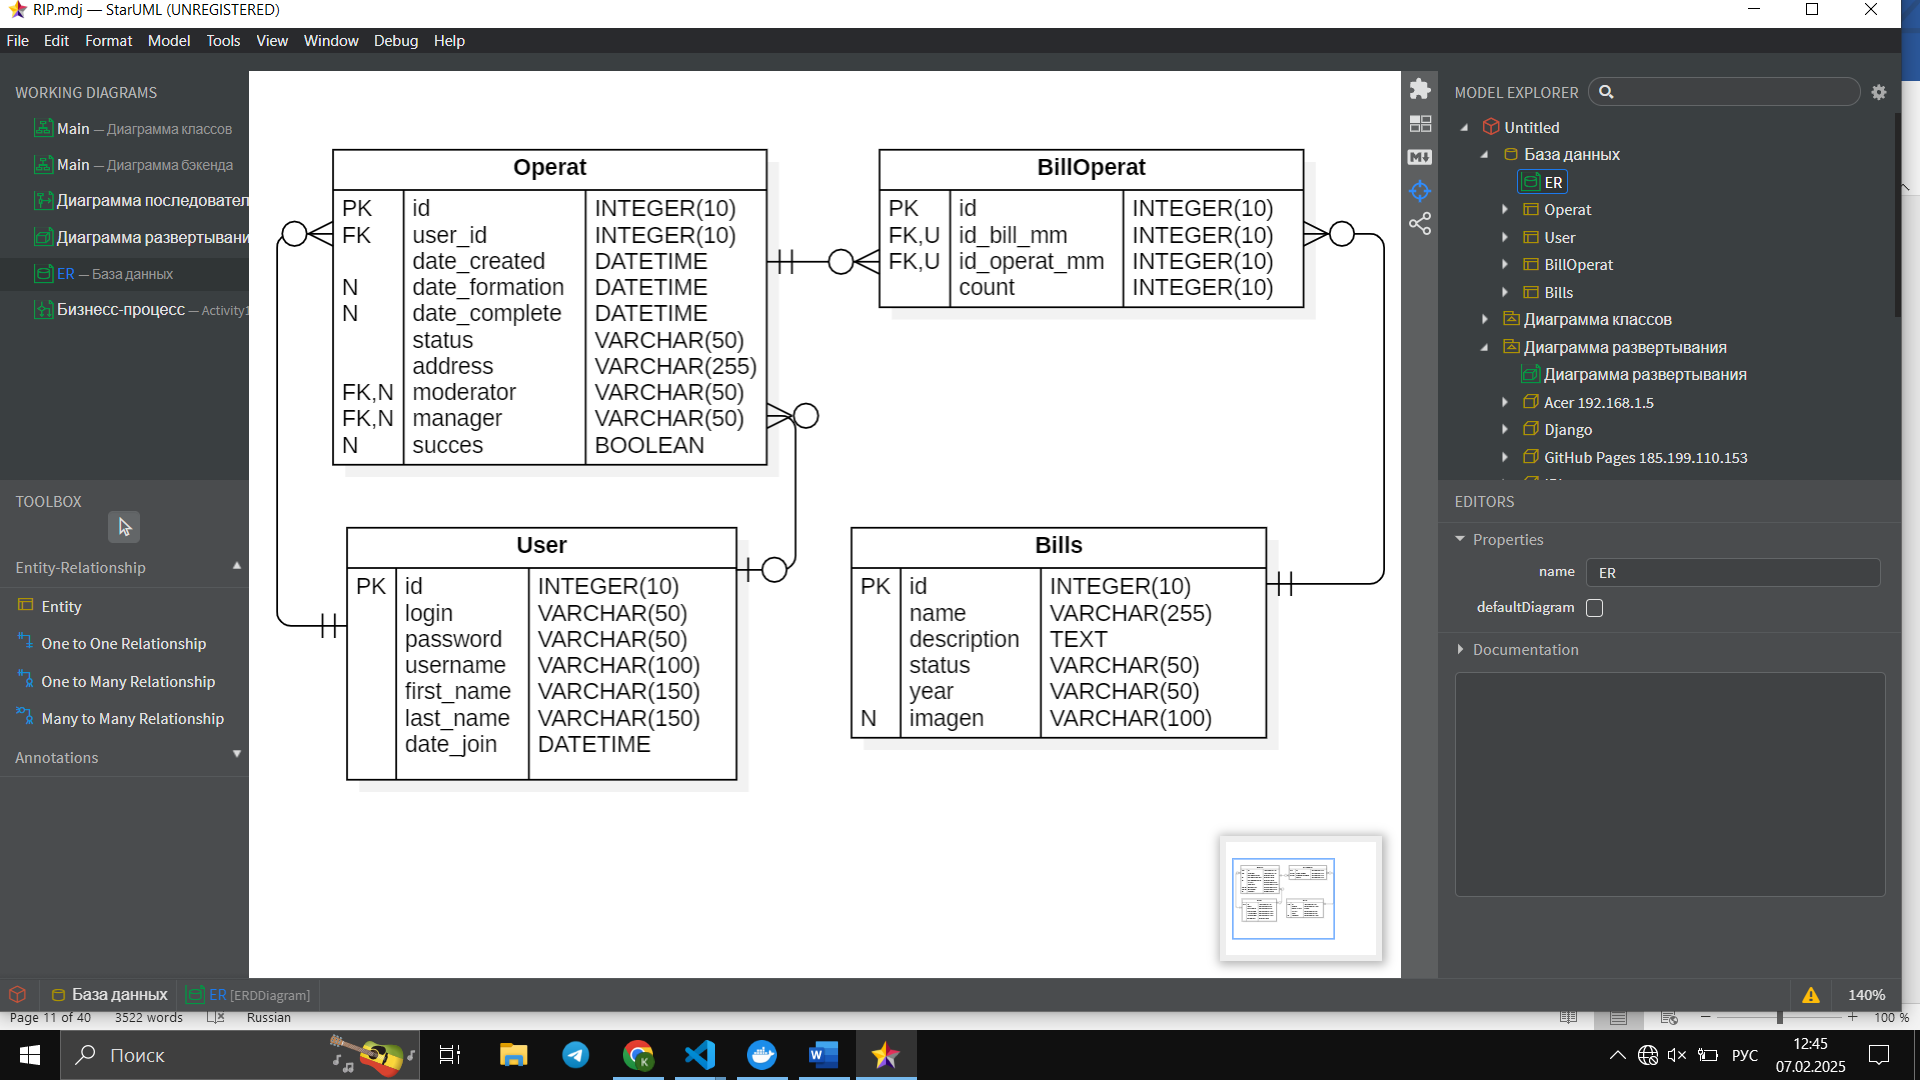 RIP.mdj — StarUML (UNREGISTERED)
File Edit Format Model Tools View Window Debug Help
WORKING DIAGRAMS
Main — Диаграмма классов
Main — Диаграмма бэкенда
Диаграмма последовател
Диаграмма развертывани
ER — База данных
Бизнес-процесс — Activity1
TOOLBOX
Entity-Relationship
Entity
One to One Relationship
One to Many Relationship
Many to Many Relationship
Annotations
Operat
PK id INTEGER(10)
FK user_id INTEGER(10)
date_created DATETIME
N date_formation DATETIME
N date_complete DATETIME
status VARCHAR(50)
address VARCHAR(255)
FK,N moderator VARCHAR(50)
FK,N manager VARCHAR(50)
N succes BOOLEAN
BillOperat
PK id INTEGER(10)
FK,U id_bill_mm INTEGER(10)
FK,U id_operat_mm INTEGER(10)
count INTEGER(10)
User
PK id INTEGER(10)
login VARCHAR(50)
password VARCHAR(50)
username VARCHAR(100)
first_name VARCHAR(150)
last_name VARCHAR(150)
date_join DATETIME
Bills
PK id INTEGER(10)
name VARCHAR(255)
description TEXT
status VARCHAR(50)
year VARCHAR(50)
N imagen VARCHAR(100)
M↓
MODEL EXPLORER
Untitled
База данных
ER
Operat
User
BillOperat
Bills
Диаграмма классов
Диаграмма развертывания
Диаграмма развертывания
Acer 192.168.1.5
Django
GitHub Pages 185.199.110.153
EDITORS
Properties
name ER
defaultDiagram
Documentation
База данных ER [ERDDiagram]
140%
Page 11 of 40 3522 words Russian
100 %
Поиск
K
W
РУС
12:45
07.02.2025